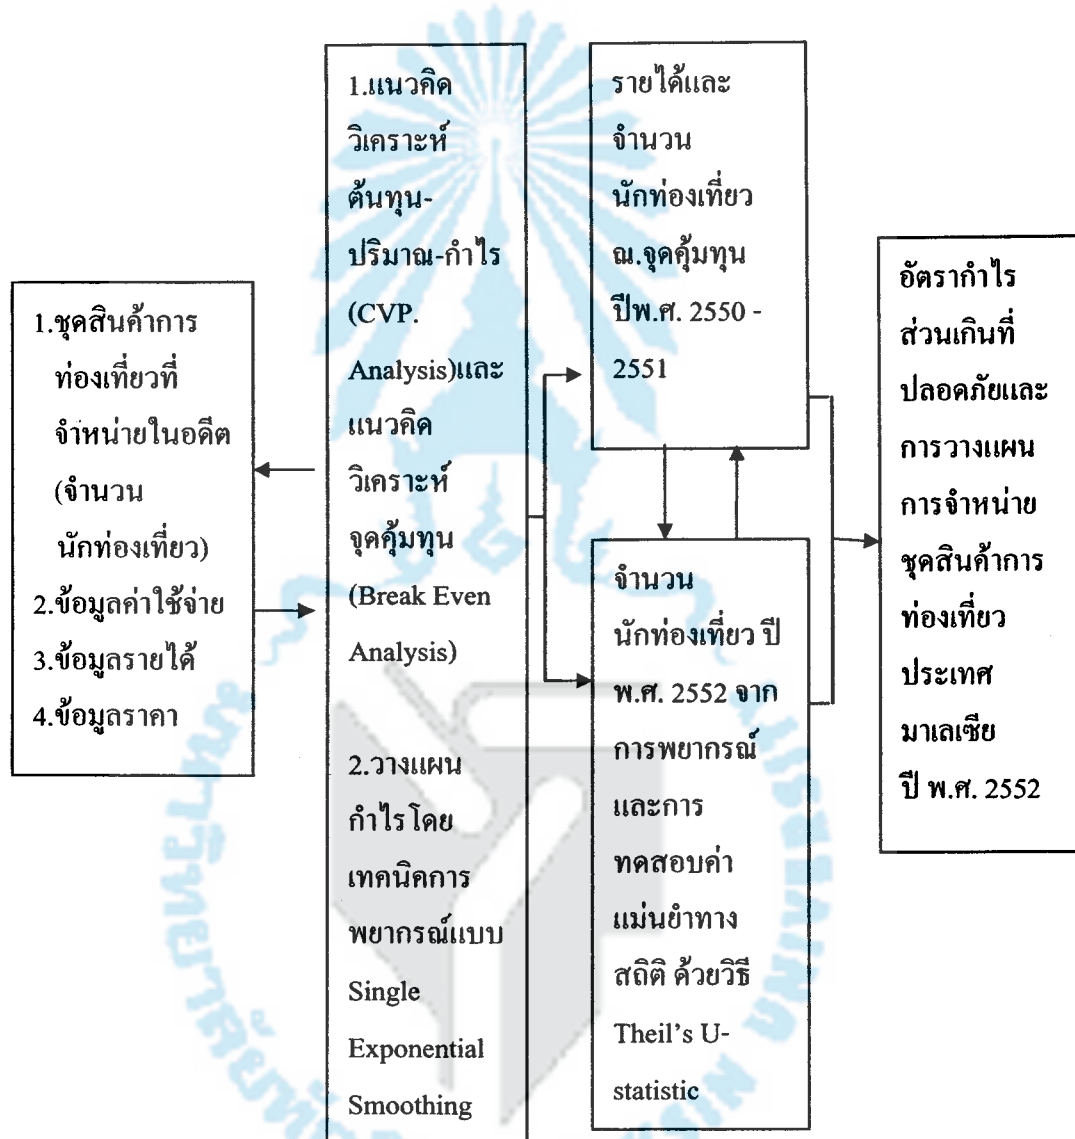 1.ชุดสินค้าการ
ท่องเที่ยวที่
จำหน่ายในอดีต
(จำนวน
นักท่องเที่ยว)
2.ข้อมูลค่าใช้จ่าย
3.ข้อมูลรายได้
4.ข้อมูลราคา
1.แนวคิด
วิเคราะห์
ต้นทุน-
ปริมาณ-กำไร
(CVP.
Analysis)และ
แนวคิด
วิเคราะห์
จุดคุ้มทุน
(Break Even
Analysis)
2.วางแผน
กำไรโดย
เทคนิคการ
พยากรณ์แบบ
Single
Exponential
Smoothing
รายได้และ
จำนวน
นักท่องเที่ยว
ณ.จุดคุ้มทุน
ปีพ.ศ. 2550 -
2551
จำนวน
นักท่องเที่ยว ปี
พ.ศ. 2552 จาก
การพยากรณ์
และการ
ทดสอบค่า
แม่นยำทาง
สถิติ ด้วยวิธี
Theil's U-
statistic
อัตรากำไร
ส่วนเกินที่
ปลอดภัยและ
การวางแผน
การจำหน่าย
ชุดสินค้าการ
ท่องเที่ยว
ประเทศ
มาเลเซีย
ปี พ.ศ. 2552